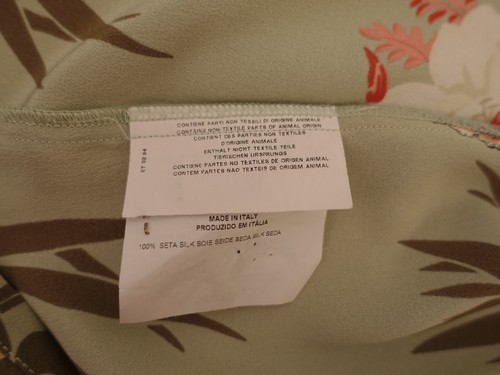 CONTIENE PARTI NON TESSILI DI ORIGINE ANIMALE
CONTAINS NON TEXTILE PARTS OF ANIMAL ORIGIN
CONTIENT DES PARTIES NON TEXTILES
D'ORIGINE ANIMALE
ENTHALT NICHT TEXTILE TEILE
TIERISCHEN URSPRUNGS
CONTIENE PARTES NO TEXTILES DE ORIGEN ANIMAL
CONTEM PARTES NAO TEXTEIS DE ORIGEM ANIMAL
MADE IN ITALY
PRODUZIDO EM ITÁLIA
100% SETA SILK SOIE SEIDE SEDA SILK SEDA